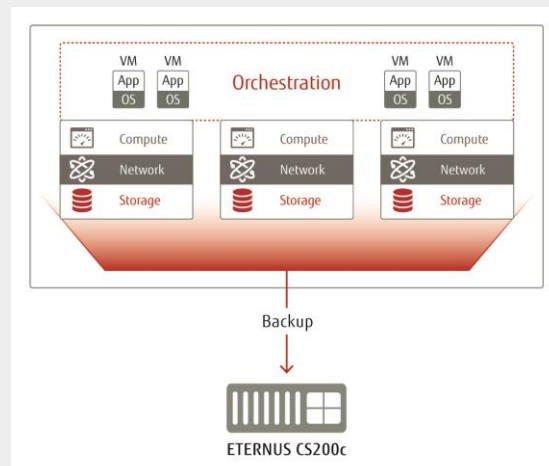 VM VM VM VM
App App Orchestration App App
OS OS OS OS
Compute Compute Compute
Network Network Network
Storage Storage Storage
Backup
ETERNUS CS200c